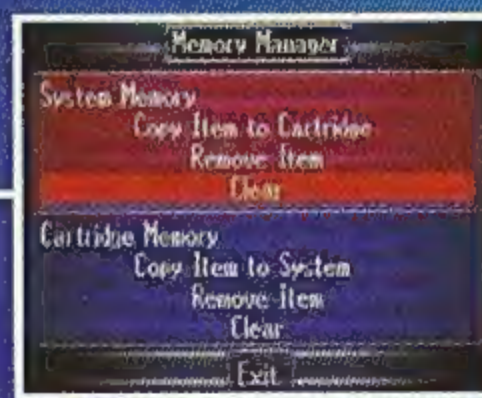 Memory Manager
System Memory
Copy Item to Cartridge
Remove Item
Clear
Cartridge Memory
Copy Item to System
Remove Item
Clear
Exit